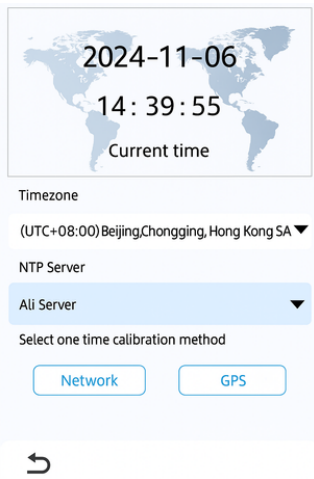 2024-11-06
14:39:55
Current time
Timezone
(UTC+08:00)Beijing,Chongging, Hong Kong SA
NTP Server
Ali Server
Select one time calibration method
Network
GPS